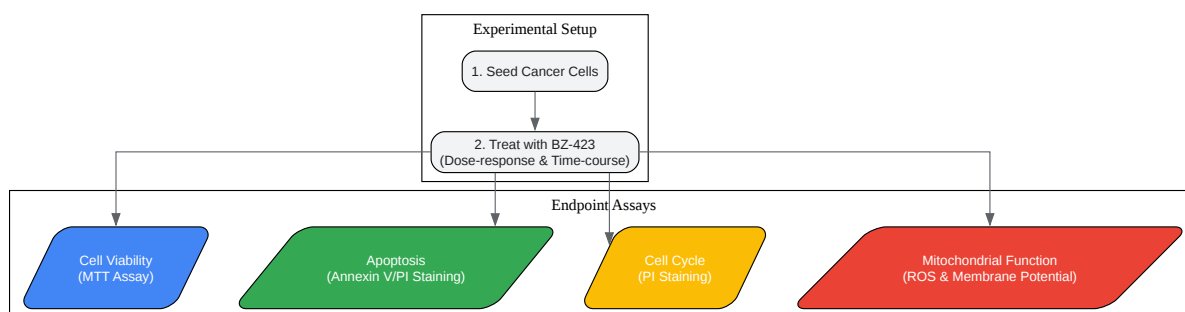 Experimental Setup
1. Seed Cancer Cells
2. Treat with BZ-423
(Dose-response & Time-course)
Endpoint Assays
Cell Viability
(MTT Assay)
Apoptosis
(Annexin V/PI Staining)
Cell Cycle
(PI Staining)
Mitochondrial Function
(ROS & Membrane Potential)